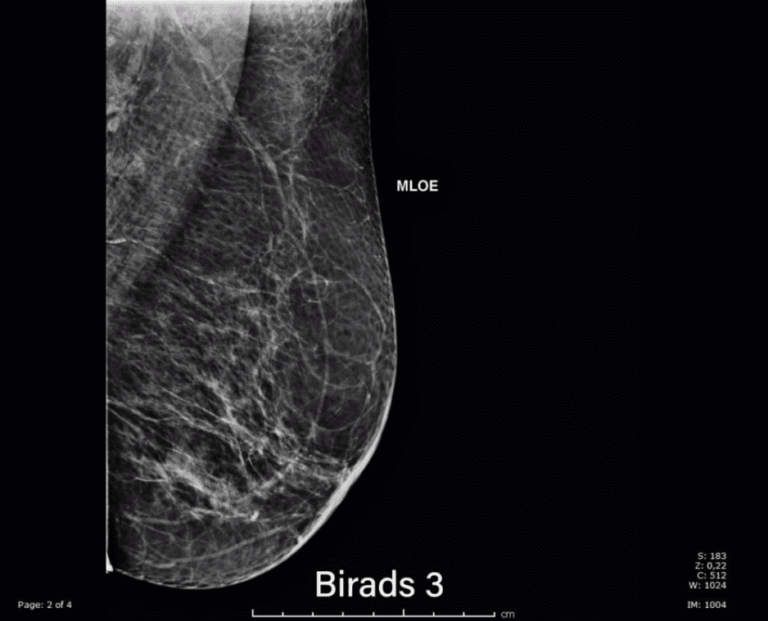 MLOE
S: 183
Z: 0,22
C: 512
W: 1024
Birads 3
Page: 2 of 4
IM: 1004
cm